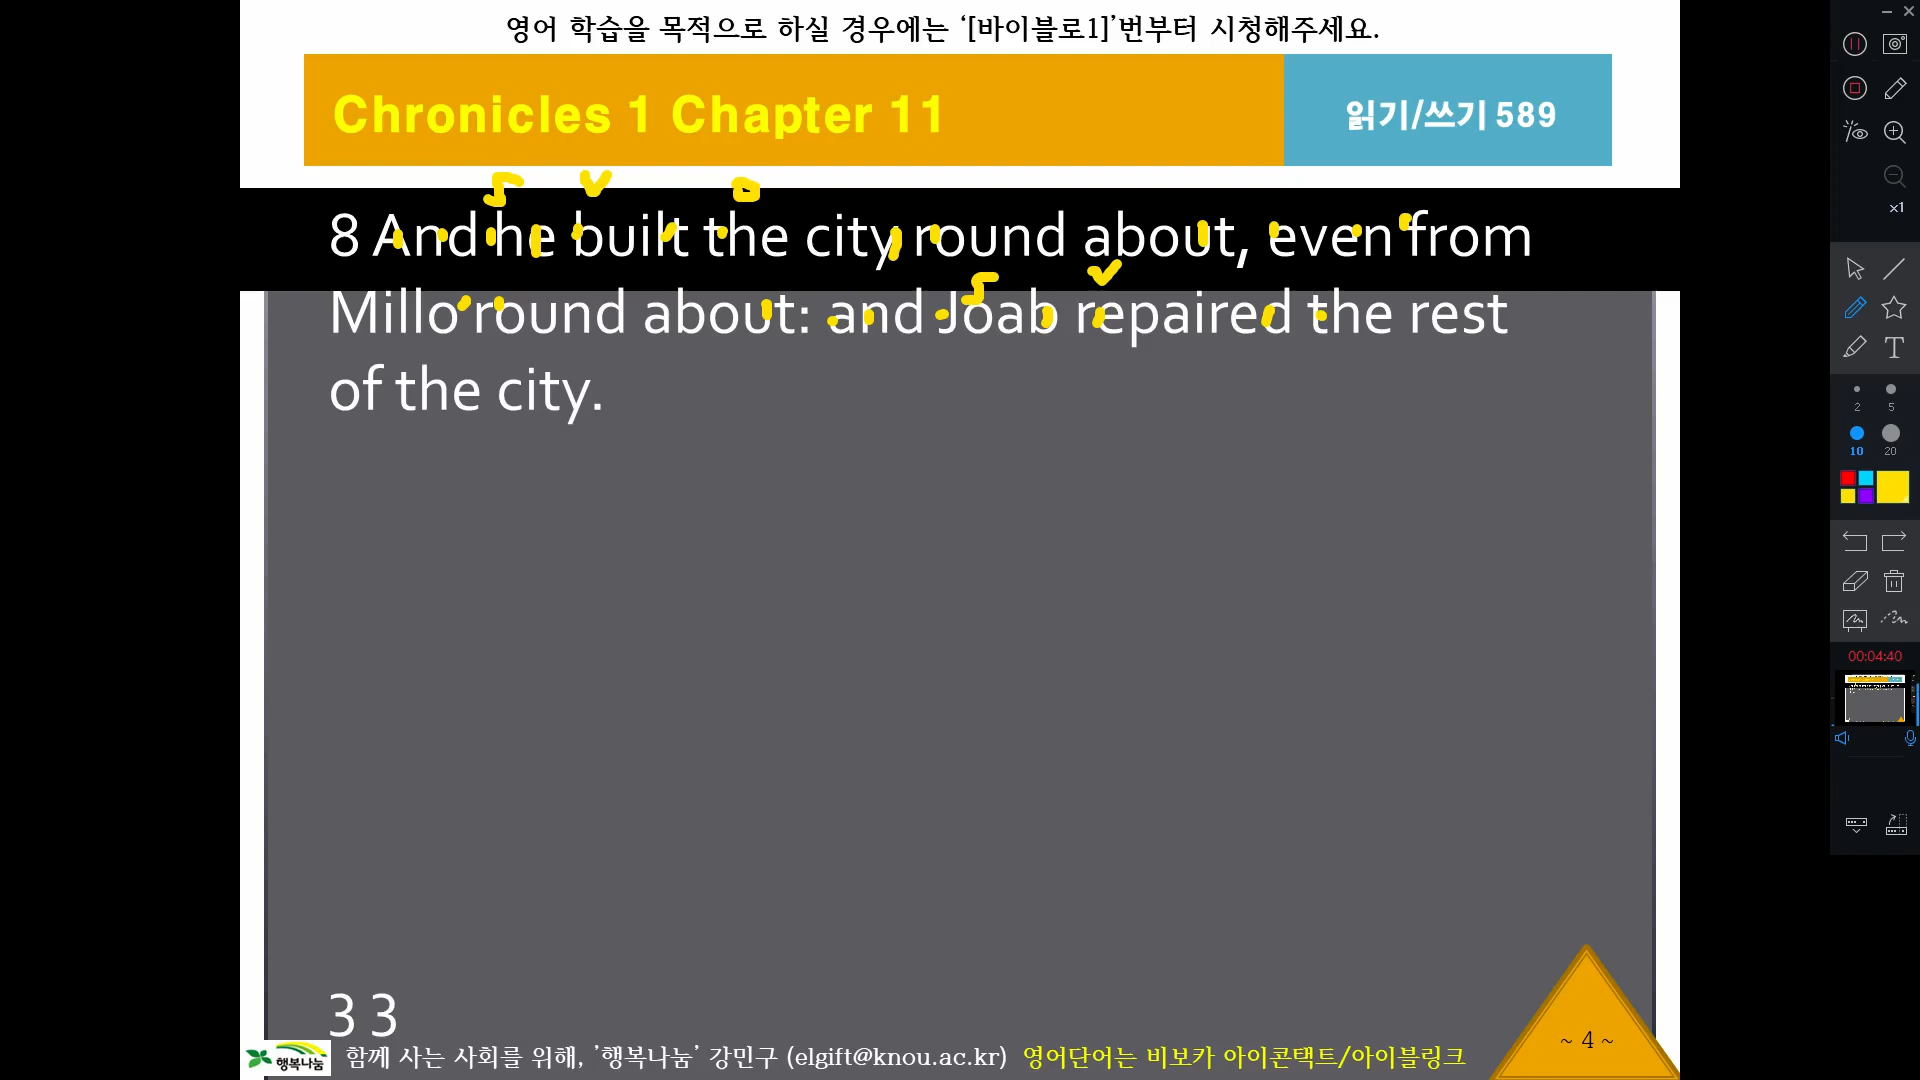 영어 학습을 목적으로 하실 경우에는 ‘[바이블로1]’번부터 시청해주세요.
Chronicles 1 Chapter 11
읽기/쓰기 589
8 And he built the city round about, even from
Millo round about: and Joab repaired the rest
of the city.
3 3
~ 4 ~
행복나눔 함께 사는 사회를 위해, ’행복나눔’ 강민구 (elgift@knou.ac.kr) 영어단어는 비보카 아이콘택트/아이블링크
x1
T
2 5
10 20
00:04:40